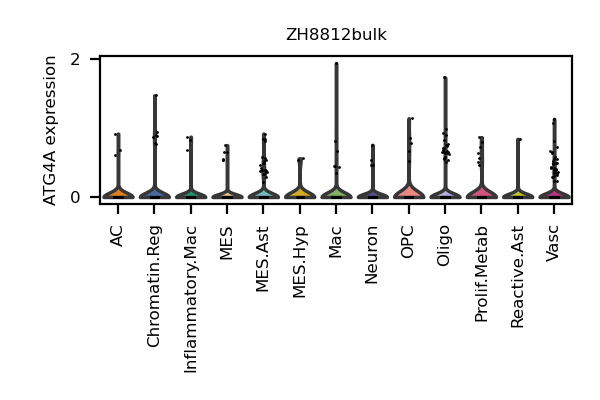 ZH8812bulk
ATG4A expression
2
0
AC
Chromatin.Reg
Inflammatory.Mac
MES
MES.Ast
MES.Hyp
Mac
Neuron
OPC
Oligo
Prolif.Metab
Reactive.Ast
Vasc